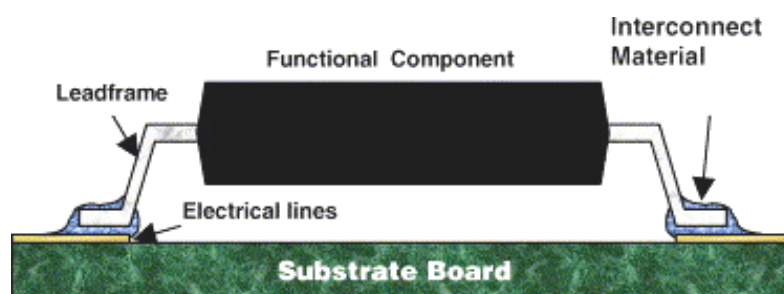 Interconnect
Material
Functional Component
Leadframe
Electrical lines
Substrate Board